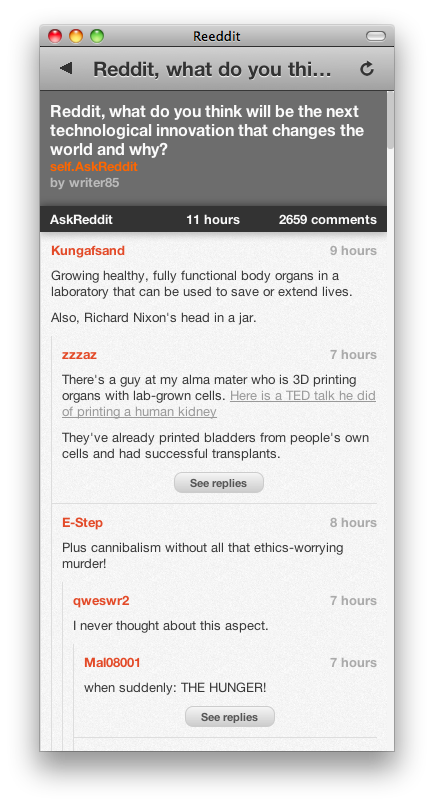 Reeddit
Reddit, what do you thi...
Reddit, what do you think will be the next
technological innovation that changes the
world and why?
self.AskReddit
by writer85
AskReddit 11 hours 2659 comments
Kungafsand 9 hours
Growing healthy, fully functional body organs in a
laboratory that can be used to save or extend lives.
Also, Richard Nixon's head in a jar.
zzzaz 7 hours
There's a guy at my alma mater who is 3D printing
organs with lab-grown cells. Here is a TED talk he did
of printing a human kidney
They've already printed bladders from people's own
cells and had successful transplants.
See replies
E-Step 8 hours
Plus cannibalism without all that ethics-worrying
murder!
qweswr2 7 hours
I never thought about this aspect.
Mal08001 7 hours
when suddenly: THE HUNGER!
See replies